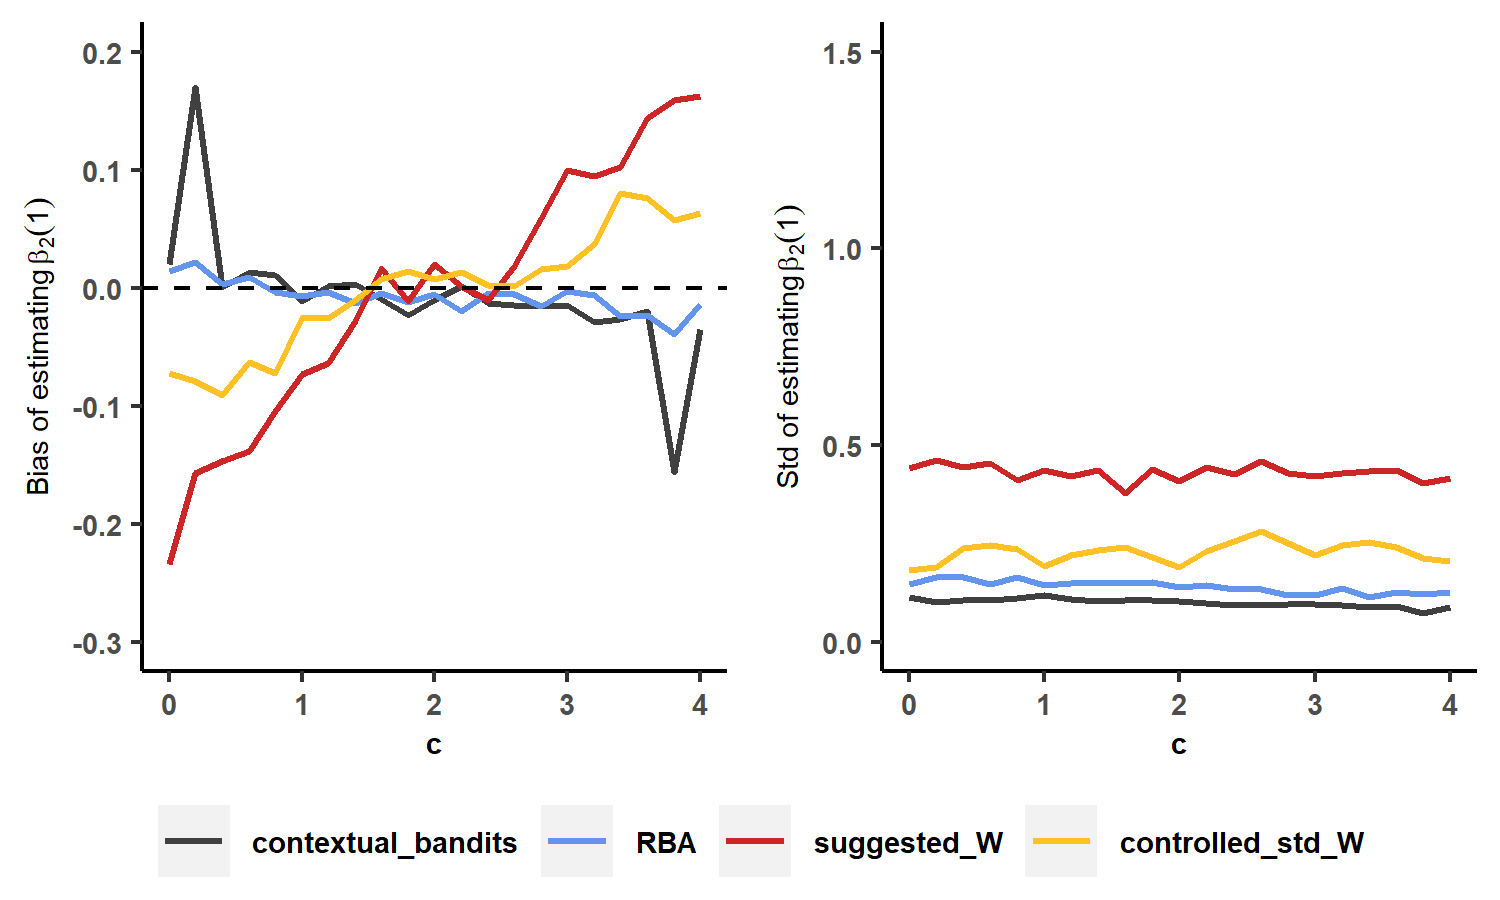 Bias of estimating β₂(1)
0.2
0.1
0.0
-0.1
-0.2
-0.3
0 1 2 3 4
c
Std of estimating β₂(1)
1.5
1.0
0.5
0.0
0 1 2 3 4
c
contextual_bandits RBA suggested_W controlled_std_W